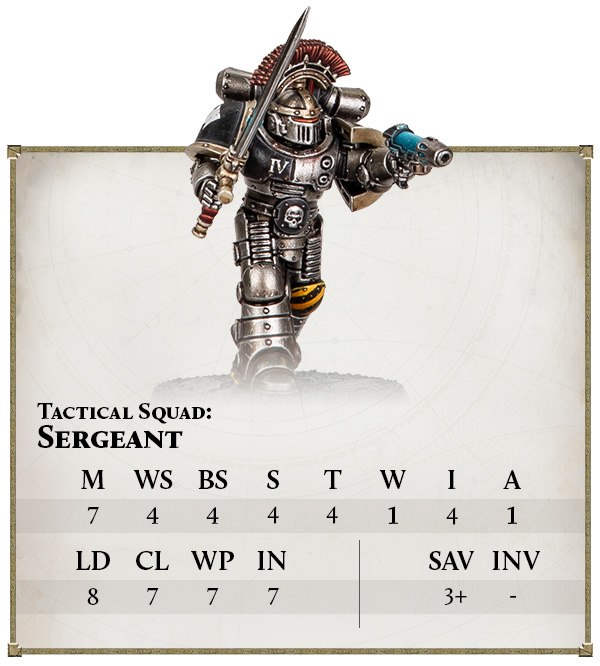 IV
Tactical Squad:
Sergeant
M WS BS S T W I A
7 4 4 4 4 1 4 1
LD CL WP IN SAV INV
8 7 7 7 3+ -